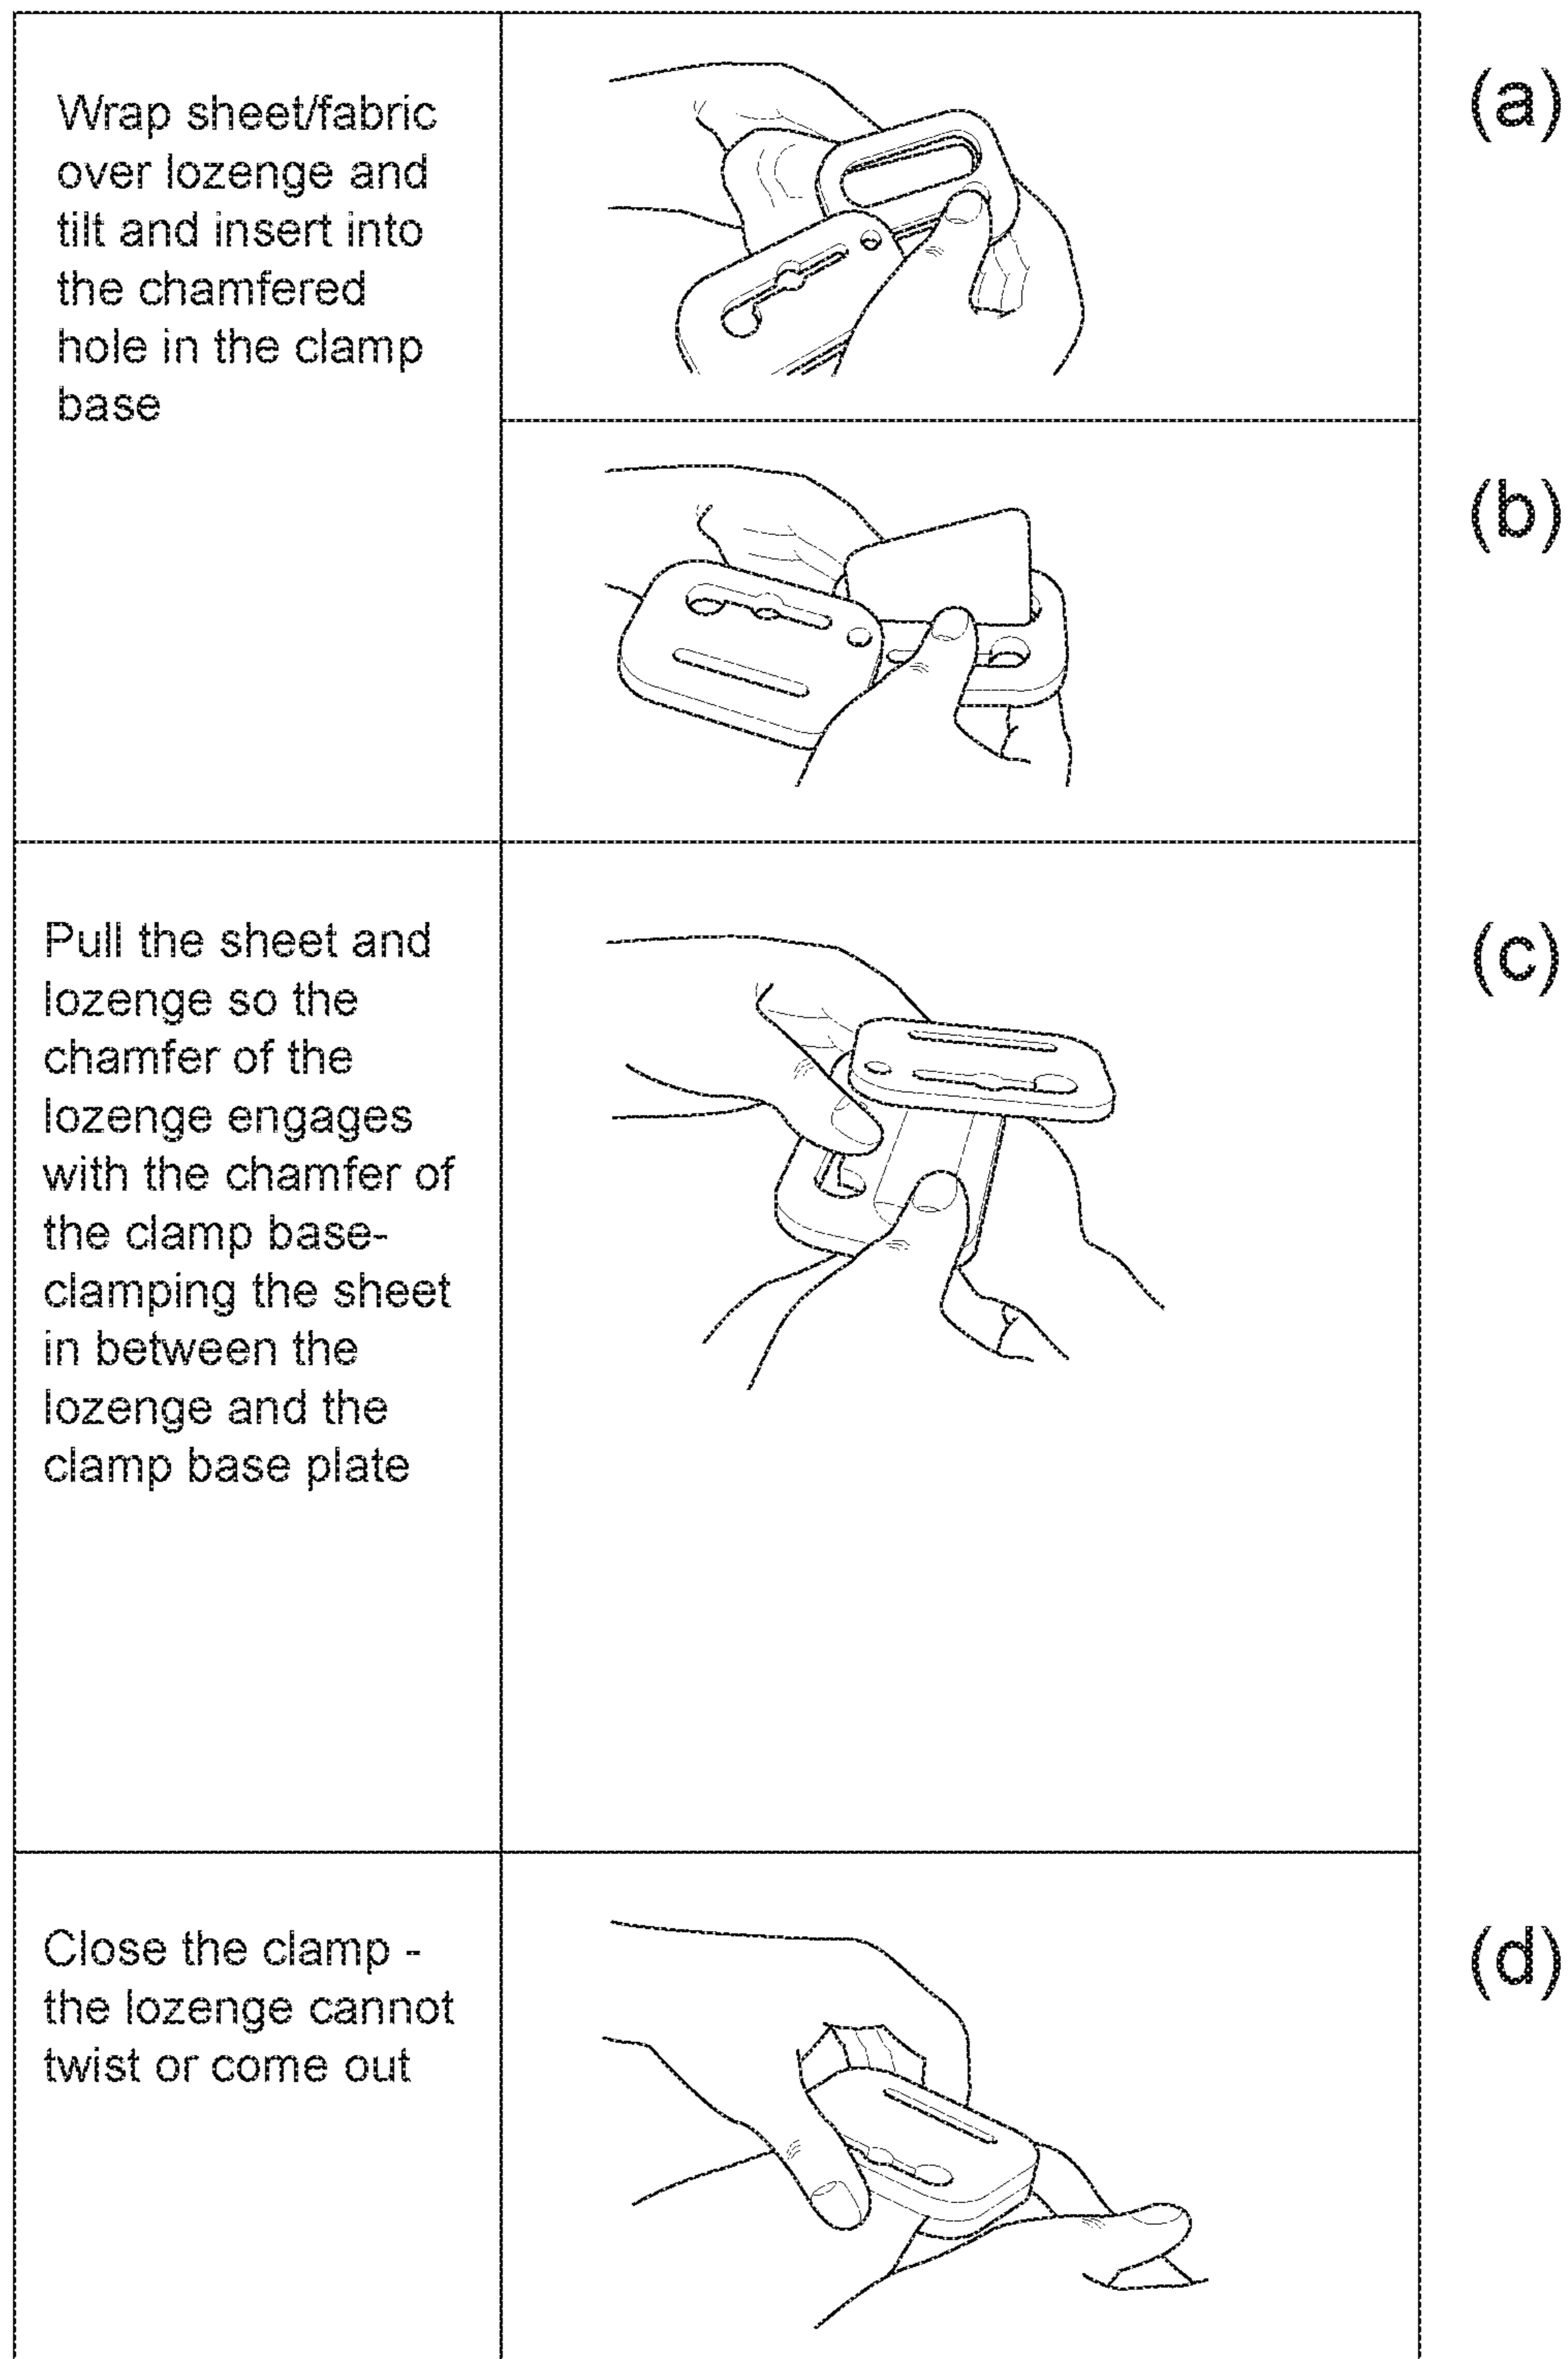 Wrap sheet/fabric
over lozenge and
tilt and insert into
the chamfered
hole in the clamp
base
(a)
(b)
Pull the sheet and
lozenge so the
chamfer of the
lozenge engages
with the chamfer of
the clamp base-
clamping the sheet
in between the
lozenge and the
clamp base plate
(c)
Close the clamp -
the lozenge cannot
twist or come out
(d)